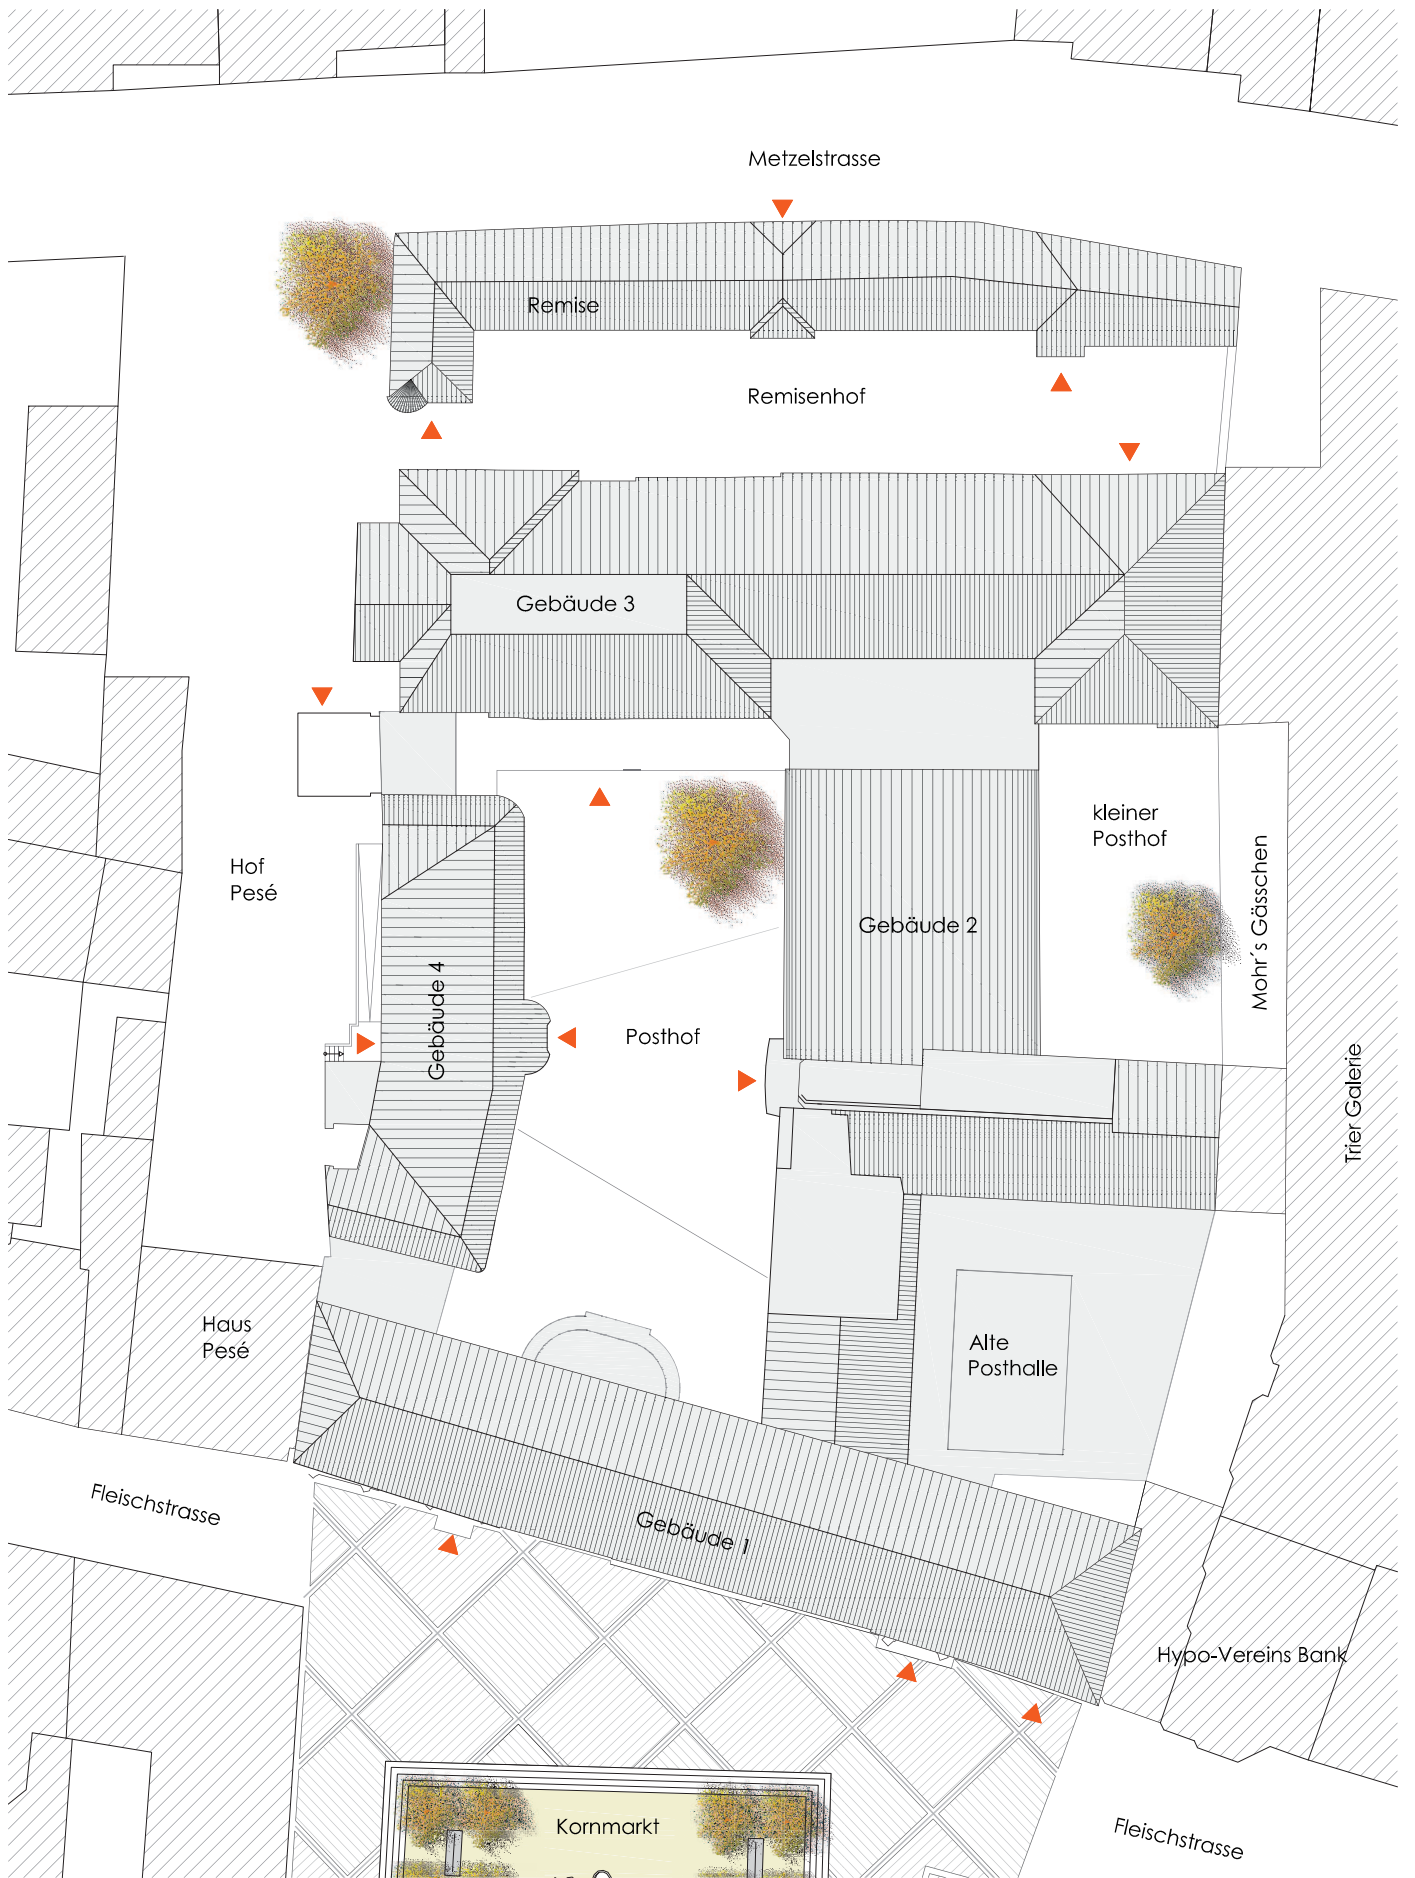 Metzelstrasse
Remise
Remisenhof
Gebäude 3
kleiner
Posthof
Hof
Pesé
Mohr´s Gässchen
Gebäude 2
Gebäude 4
Posthof
Trier Galerie
Haus
Pesé
Alte
Posthalle
Fleischstrasse
Gebäude 1
Hypo-Vereins Bank
Kornmarkt
Fleischstrasse